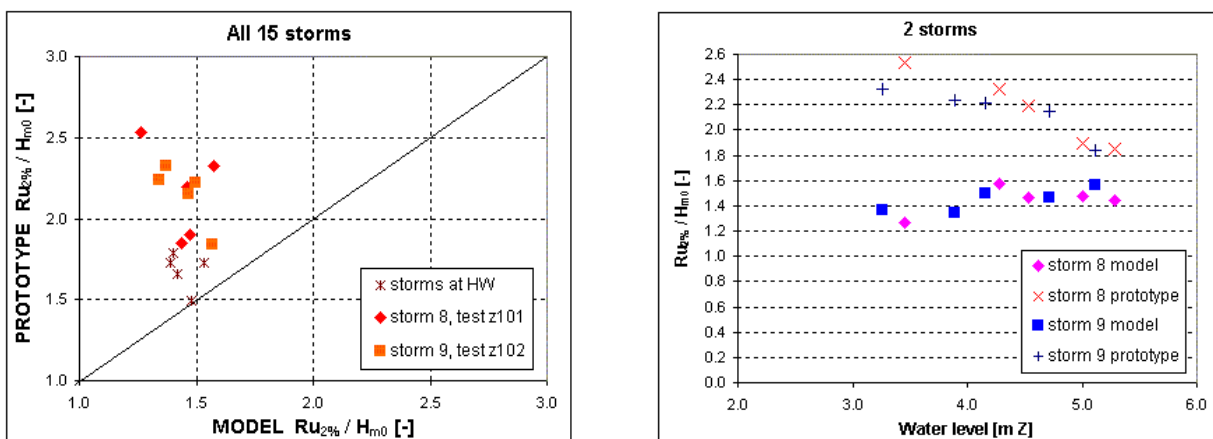 All 15 storms
PROTOTYPE Ru2% / Hm0 [-]
3.0
2.5
2.0
1.5
1.0
1.0 1.5 2.0 2.5 3.0
MODEL Ru2% / Hm0 [-]
storms at HW
storm 8, test z101
storm 9, test z102
2 storms
Ru2% / Hm0 [-]
2.6
2.4
2.2
2.0
1.8
1.6
1.4
1.2
1.0
0.8
0.6
0.4
0.2
0.0
2.0 3.0 4.0 5.0 6.0
Water level [m Z]
storm 8 model
storm 8 prototype
storm 9 model
storm 9 prototype